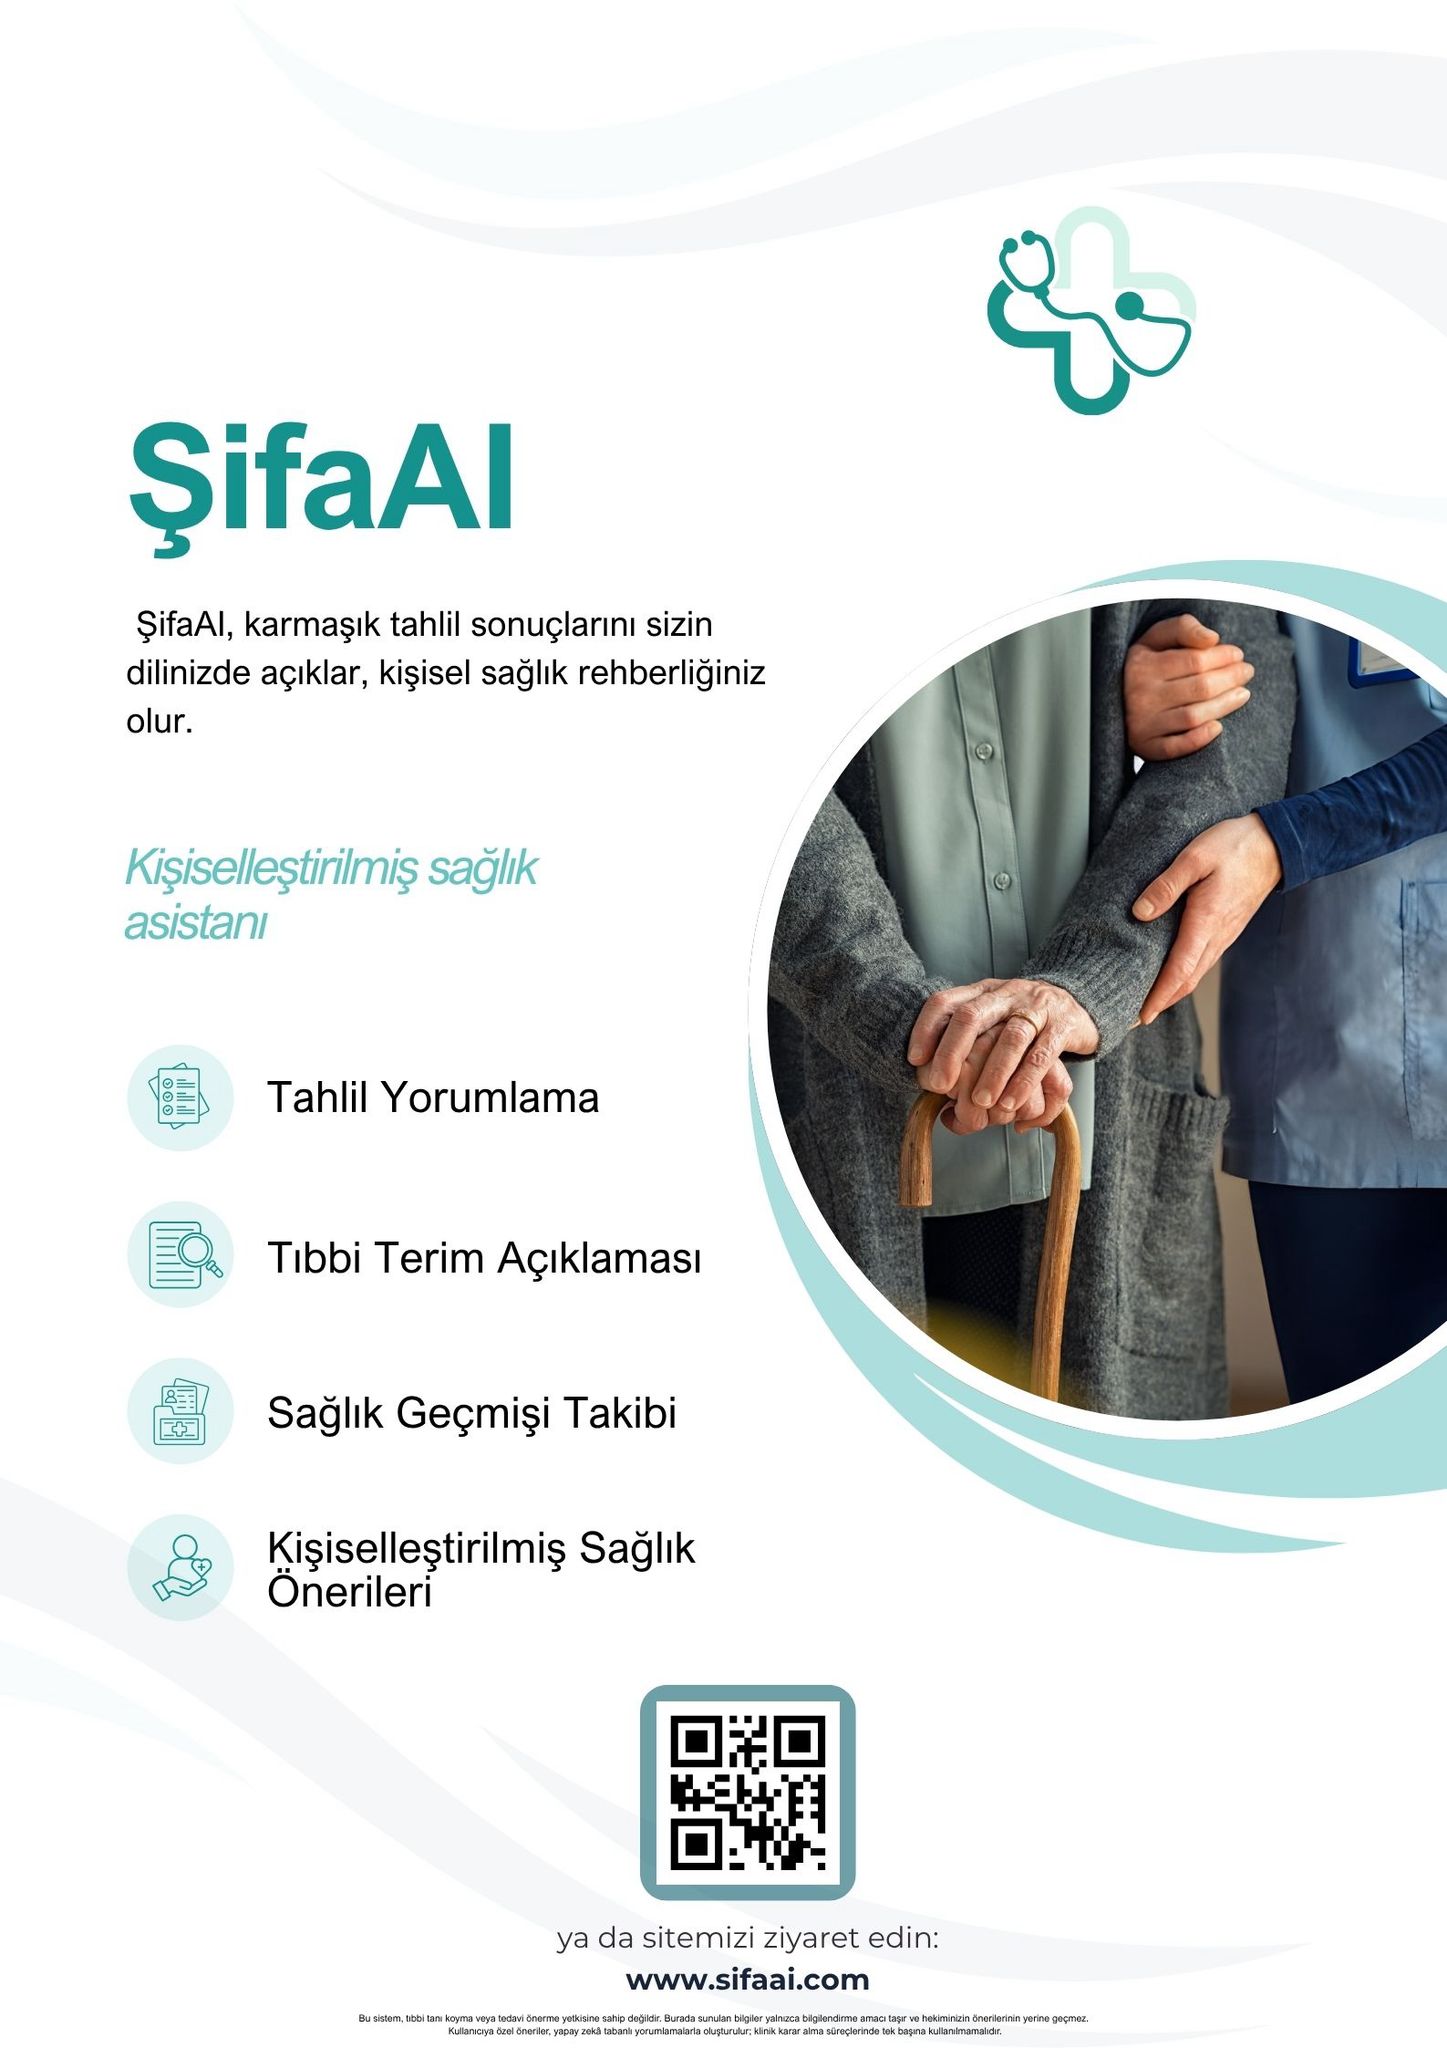 ŞifaAI
ŞifaAI, karmaşık tahlil sonuçlarını sizin
dilinizde açıklar, kişisel sağlık rehberliğiniz
olur.
Kişiselleştirilmiş sağlık
asistanı
Tahlil Yorumlama
Tıbbi Terim Açıklaması
Sağlık Geçmişi Takibi
Kişiselleştirilmiş Sağlık
Önerileri
ya da sitemizi ziyaret edin:
www.sifaai.com
Bu sistem, tıbbi tanı koyma veya tedavi önerme yetkisine sahip değildir. Burada sunulan bilgiler yalnızca bilgilendirme amacı taşır ve hekiminizin önerilerinin yerine geçmez.
Kullanıcıya özel öneriler, yapay zekâ tabanlı yorumlamalarla oluşturulur; klinik karar alma süreçlerinde tek başına kullanılmamalıdır.